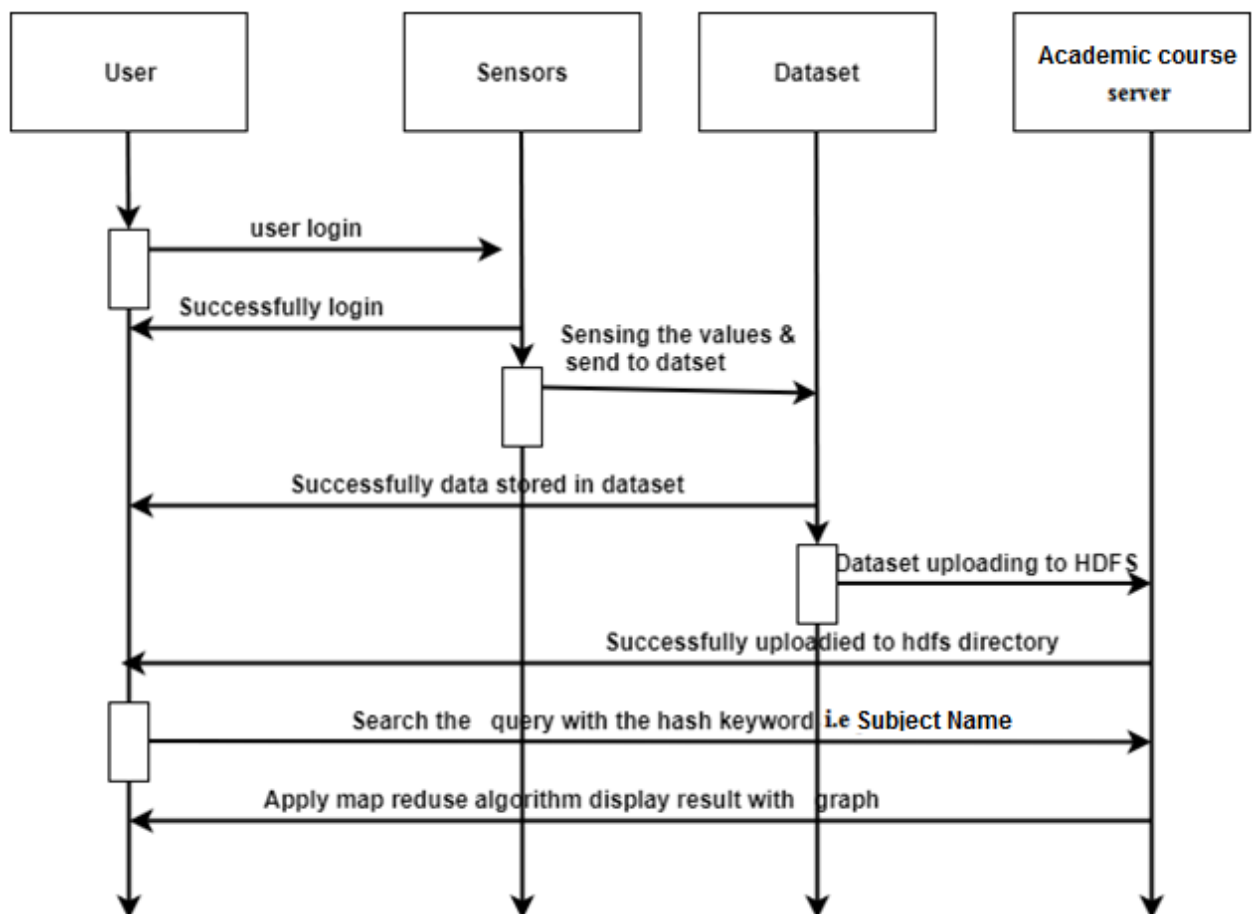 User
Sensors
Dataset
Academic course
server
user login
Successfully login
Sensing the values &
send to datset
Successfully data stored in dataset
Dataset uploading to HDFS
Successfully uploadied to hdfs directory
Search the query with the hash keyword i.e Subject Name
Apply map reduse algorithm display result with graph